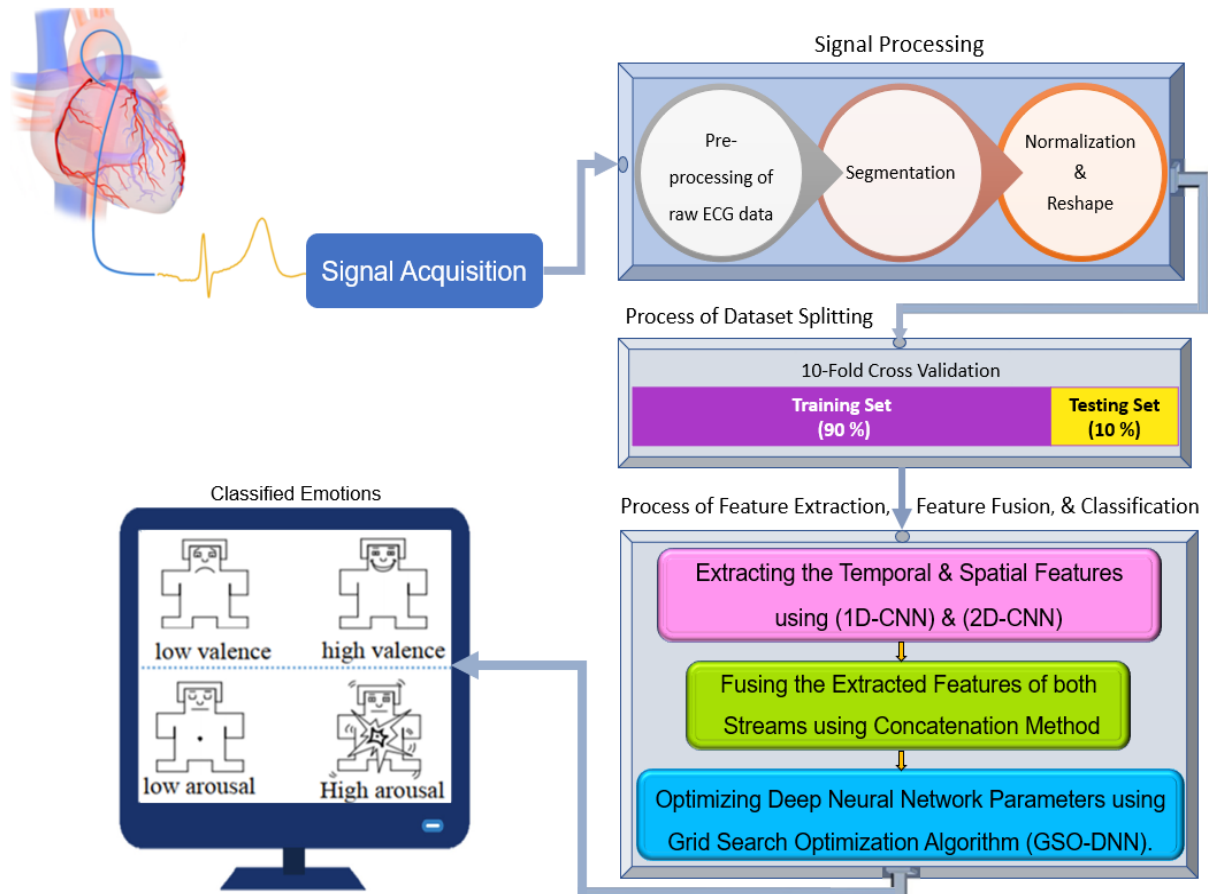 Signal Processing
Pre-
processing of
raw ECG data
Segmentation
Normalization
&
Reshape
Signal Acquisition
Process of Dataset Splitting
10-Fold Cross Validation
Training Set
(90 %)
Testing Set
(10 %)
Process of Feature Extraction, Feature Fusion, & Classification
Extracting the Temporal & Spatial Features
using (1D-CNN) & (2D-CNN)
Fusing the Extracted Features of both
Streams using Concatenation Method
Optimizing Deep Neural Network Parameters using
Grid Search Optimization Algorithm (GSO-DNN).
Classified Emotions
low valence
high valence
low arousal
High arousal